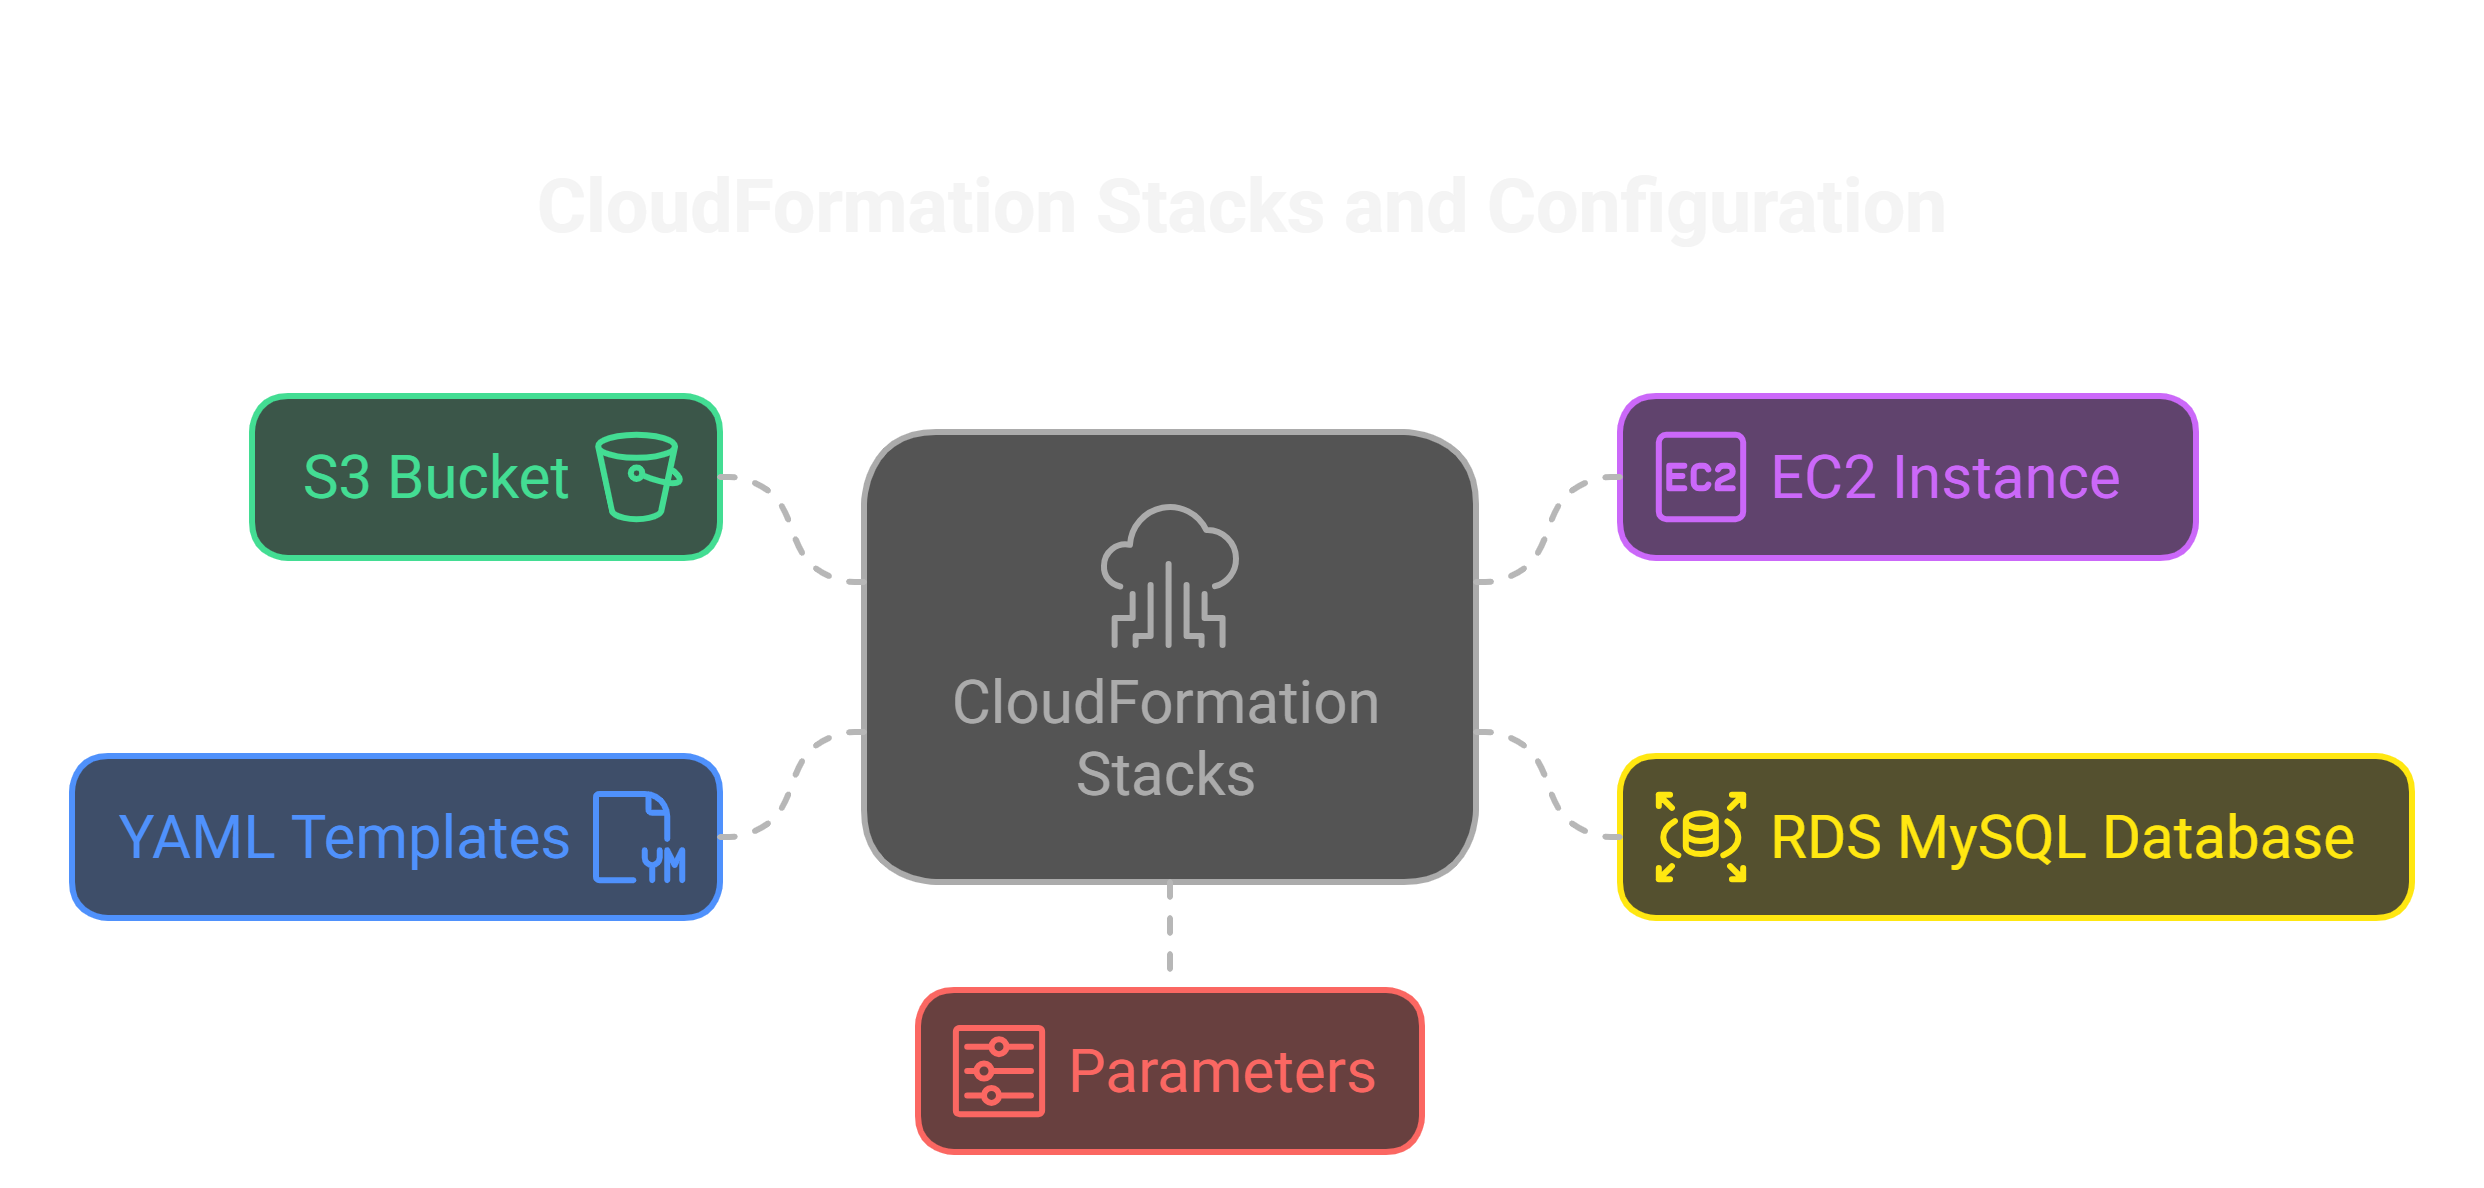 CloudFormation Stacks and Configuration
S3 Bucket
EC2 EC2 Instance
CloudFormation
Stacks
YAML Templates YM
RDS MySQL Database
Parameters